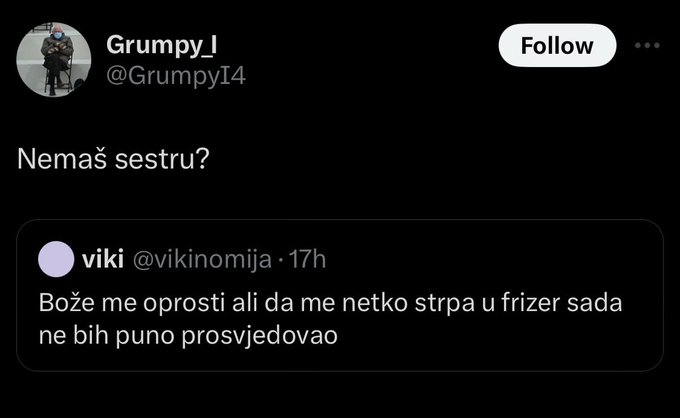 Grumpy_I
@GrumpyI4
Follow
Nemaš sestru?
viki @vikinomija · 17h
Bože me oprosti ali da me netko strpa u frizer sada
ne bih puno prosvjedovao